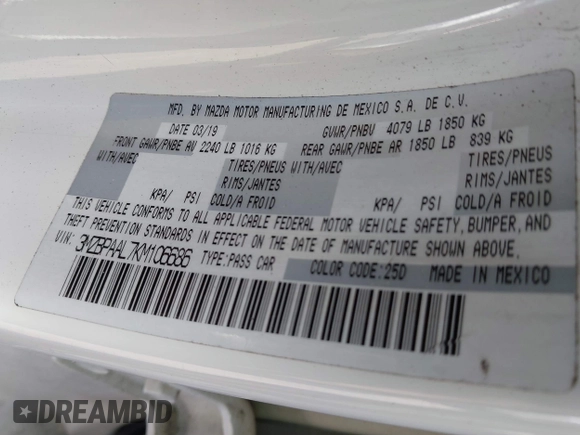 MFD. BY MAZDA MOTOR MANUFACTURING DE MEXICO S.A. DE C.V.
DATE 03/19 GVWR/PNBV 4079 LB 1850 KG
FRONT GAWR/PNBE AV 2240 LB 1016 KG REAR GAWR/PNBE AR 1850 LB 839 KG
WITH/AVEC TIRES/PNEUS WITH/AVEC TIRES/PNEUS
RIMS/JANTES RIMS/JANTES
KPA/ PSI COLD/A FROID KPA/ PSI COLD/A FROID
THIS VEHICLE CONFORMS TO ALL APPLICABLE FEDERAL MOTOR VEHICLE SAFETY, BUMPER, AND
THEFT PREVENTION STANDARDS IN EFFECT ON THE DATE OF MANUFACTURE SHOWN ABOVE.
VIN: 3MZBPAAL7KM106686 TYPE:PASS CAR COLOR CODE:25D MADE IN MEXICO
DREAMBID